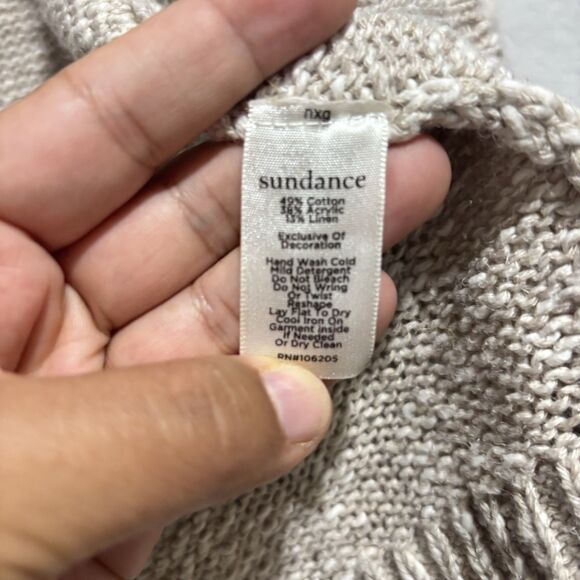 nxg
sundance
49% Cotton
38% Acrylic
13% Linen
Exclusive Of
Decoration
Hand Wash Cold
Mild Detergent
Do Not Bleach
Do Not Wring
Or Twist
Reshape
Lay Flat To Dry
Cool Iron On
Garment Inside
If Needed
Or Dry Clean
RN#106205